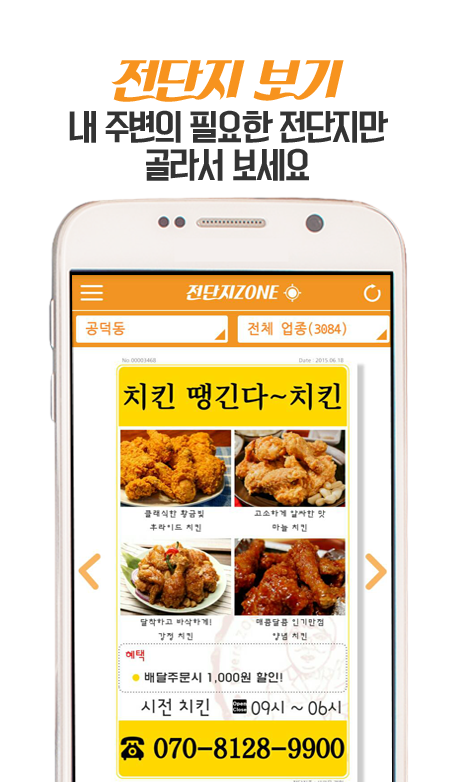 전단지 보기
내 주변의 필요한 전단지만
골라서 보세요
전단지ZONE
공덕동 전체 업종(3084)
No 00003468 Date : 2015.06.18
치킨 땡긴다~치킨
클래식한 황금빛 고소하게 알싸한 맛
후라이드 치킨 마늘 치킨
달착하고 바삭하게! 매콤달콤 인기만점
강정 치킨 양념 치킨
혜택
배달주문시 1,000원 할인!
시전 치킨 Open Close 09시 ~ 06시
070-8128-9900